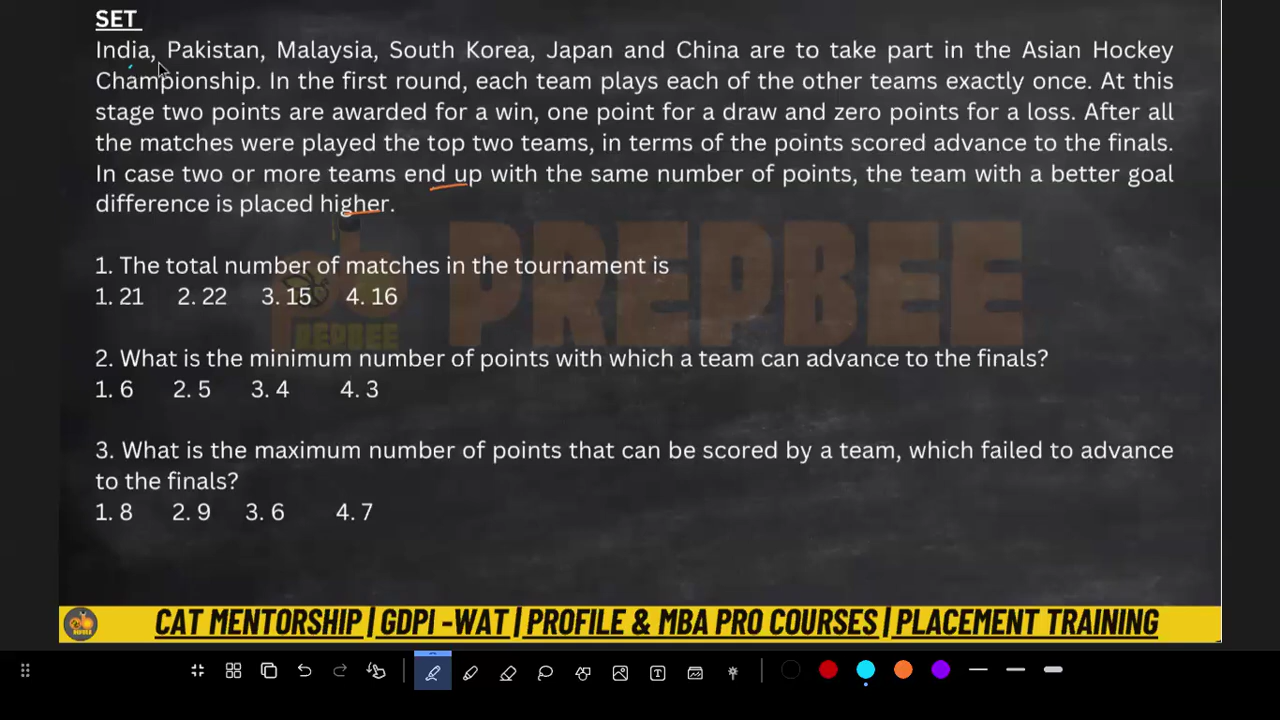 SET
India, Pakistan, Malaysia, South Korea, Japan and China are to take part in the Asian Hockey
Championship. In the first round, each team plays each of the other teams exactly once. At this
stage two points are awarded for a win, one point for a draw and zero points for a loss. After all
the matches were played the top two teams, in terms of the points scored advance to the finals.
In case two or more teams end up with the same number of points, the team with a better goal
difference is placed higher.
1. The total number of matches in the tournament is
1. 21 2. 22 3. 15 4. 16
2. What is the minimum number of points with which a team can advance to the finals?
1. 6 2. 5 3. 4 4. 3
3. What is the maximum number of points that can be scored by a team, which failed to advance
to the finals?
1. 8 2. 9 3. 6 4. 7
PREPBEE
PREPBEE
CAT MENTORSHIP | GDPI -WAT | PROFILE & MBA PRO COURSES | PLACEMENT TRAINING